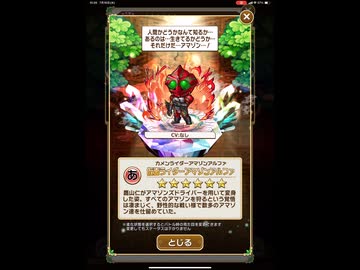 人間かどうかなんて知るか…
あるのは…生きてるかどうか…
それだけだ…アマゾン…!
CV:なし
あ
カメンライダーアマゾンアルファ
仮面ライダーアマゾンアルファ
鷹山仁がアマゾンズドライバーを用いて変身
した姿。すべてのアマゾンを狩るという覚悟
は凄まじく、野性的な戦い様で数多のアマゾ
ン達を仕留めていた。
とじる